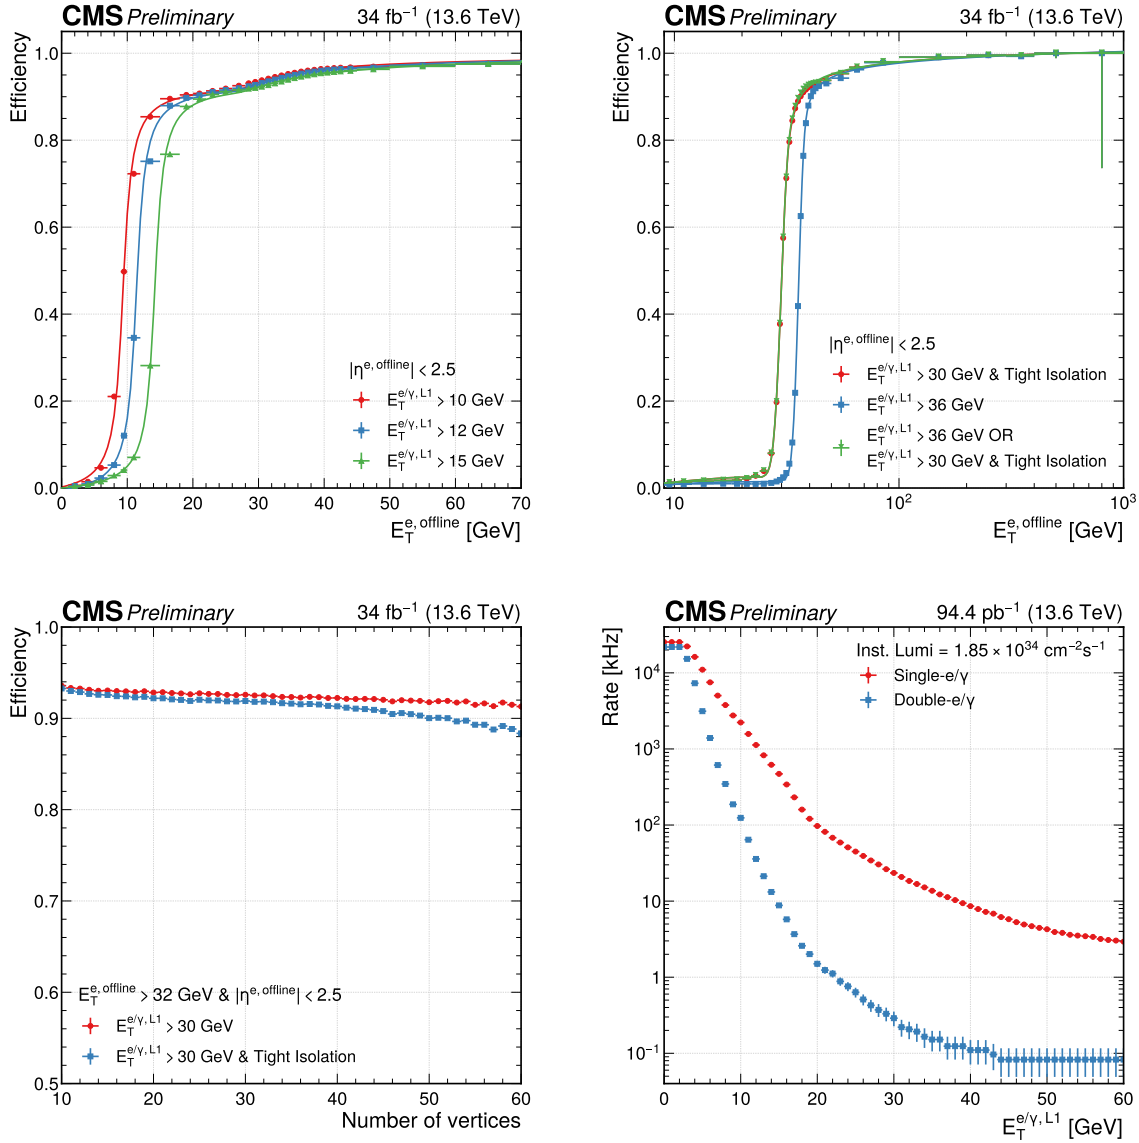 CMS Preliminary 34 fb⁻¹ (13.6 TeV)
Efficiency
1.0
0.8
0.6
0.4
0.2
0.0
|η^{e, offline}| < 2.5
E_T^{e/γ, L1} > 10 GeV
E_T^{e/γ, L1} > 12 GeV
E_T^{e/γ, L1} > 15 GeV
0 10 20 30 40 50 60 70
E_T^{e, offline} [GeV]
CMS Preliminary 34 fb⁻¹ (13.6 TeV)
Efficiency
1.0
0.8
0.6
0.4
0.2
0.0
|η^{e, offline}| < 2.5
E_T^{e/γ, L1} > 30 GeV & Tight Isolation
E_T^{e/γ, L1} > 36 GeV
E_T^{e/γ, L1} > 36 GeV OR
E_T^{e/γ, L1} > 30 GeV & Tight Isolation
10 10² 10³
E_T^{e, offline} [GeV]
CMS Preliminary 34 fb⁻¹ (13.6 TeV)
Efficiency
1.0
0.9
0.8
0.7
0.6
0.5
E_T^{e, offline} > 32 GeV & |η^{e, offline}| < 2.5
E_T^{e/γ, L1} > 30 GeV
E_T^{e/γ, L1} > 30 GeV & Tight Isolation
10 20 30 40 50 60
Number of vertices
CMS Preliminary 94.4 pb⁻¹ (13.6 TeV)
Rate [kHz]
Inst. Lumi = 1.85 × 10³⁴ cm⁻²s⁻¹
Single-e/γ
Double-e/γ
10⁴
10³
10²
10
1
10⁻¹
0 10 20 30 40 50 60
E_T^{e/γ, L1} [GeV]